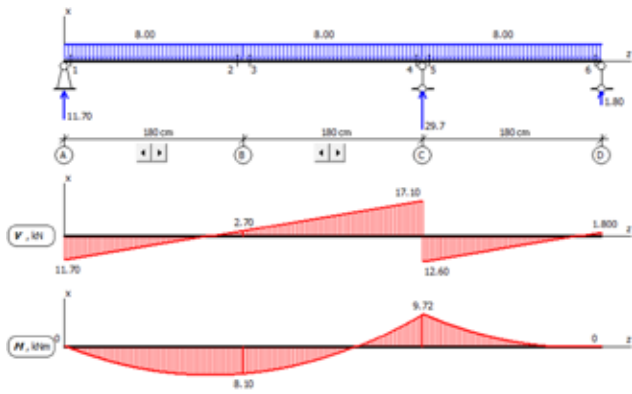 x
8.00 8.00 8.00
z
1 2 3 4 5 6
11.70 29.7 1.80
180 cm 180 cm 180 cm
A B C D
x
17.10
2.70 1.800
V , kN z
11.70 12.60
x
9.72
M , kNm 0 0 z
8.10